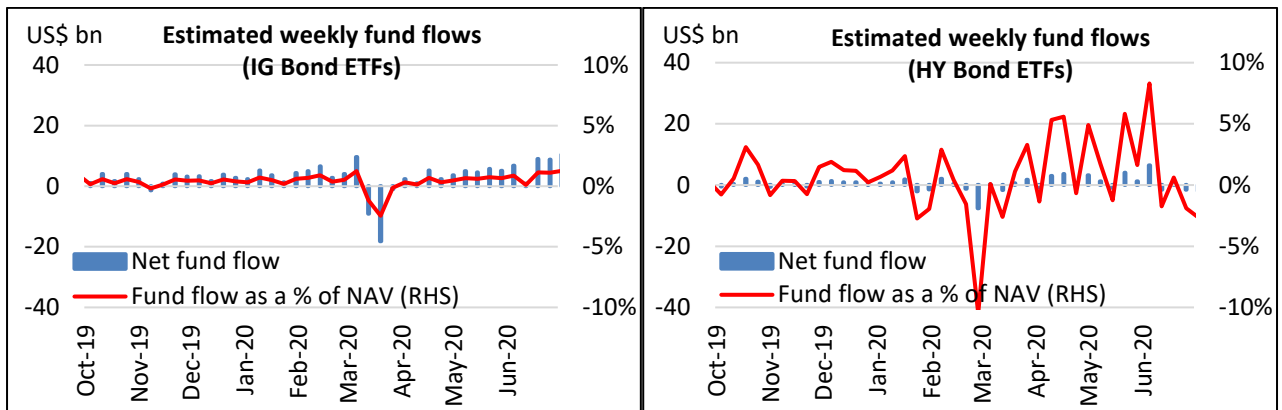 US$ bn
Estimated weekly fund flows
(IG Bond ETFs)
40
20
0
-20
-40
10%
5%
0%
-5%
-10%
Net fund flow
Fund flow as a % of NAV (RHS)
Oct-19
Nov-19
Dec-19
Jan-20
Feb-20
Mar-20
Apr-20
May-20
Jun-20
US$ bn
Estimated weekly fund flows
(HY Bond ETFs)
40
20
0
-20
-40
10%
5%
0%
-5%
-10%
Net fund flow
Fund flow as a % of NAV (RHS)
Oct-19
Nov-19
Dec-19
Jan-20
Feb-20
Mar-20
Apr-20
May-20
Jun-20